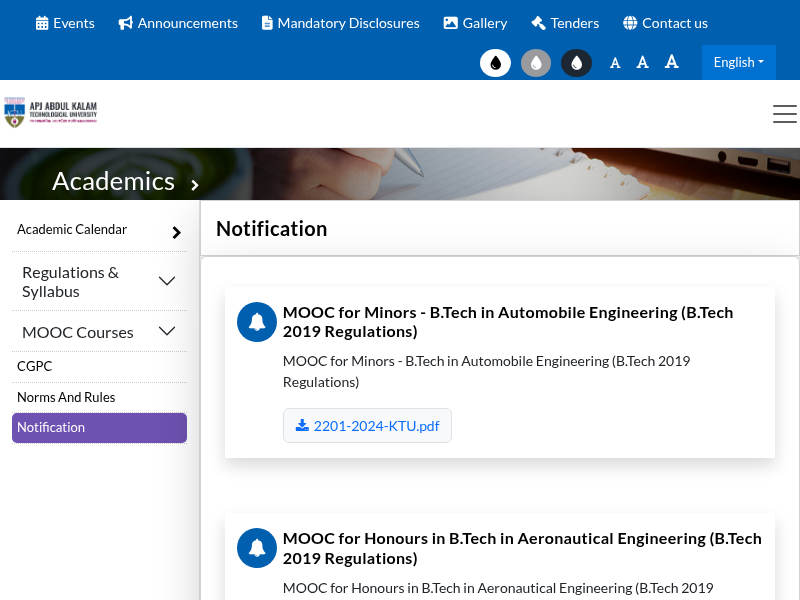 Events Announcements Mandatory Disclosures Gallery Tenders Contact us
A A A English
APJ ABDUL KALAM
TECHNOLOGICAL UNIVERSITY
Academics
Academic Calendar
Regulations &
Syllabus
MOOC Courses
CGPC
Norms And Rules
Notification
Notification
MOOC for Minors - B.Tech in Automobile Engineering (B.Tech
2019 Regulations)
MOOC for Minors - B.Tech in Automobile Engineering (B.Tech 2019
Regulations)
2201-2024-KTU.pdf
MOOC for Honours in B.Tech in Aeronautical Engineering (B.Tech
2019 Regulations)
MOOC for Honours in B.Tech in Aeronautical Engineering (B.Tech 2019